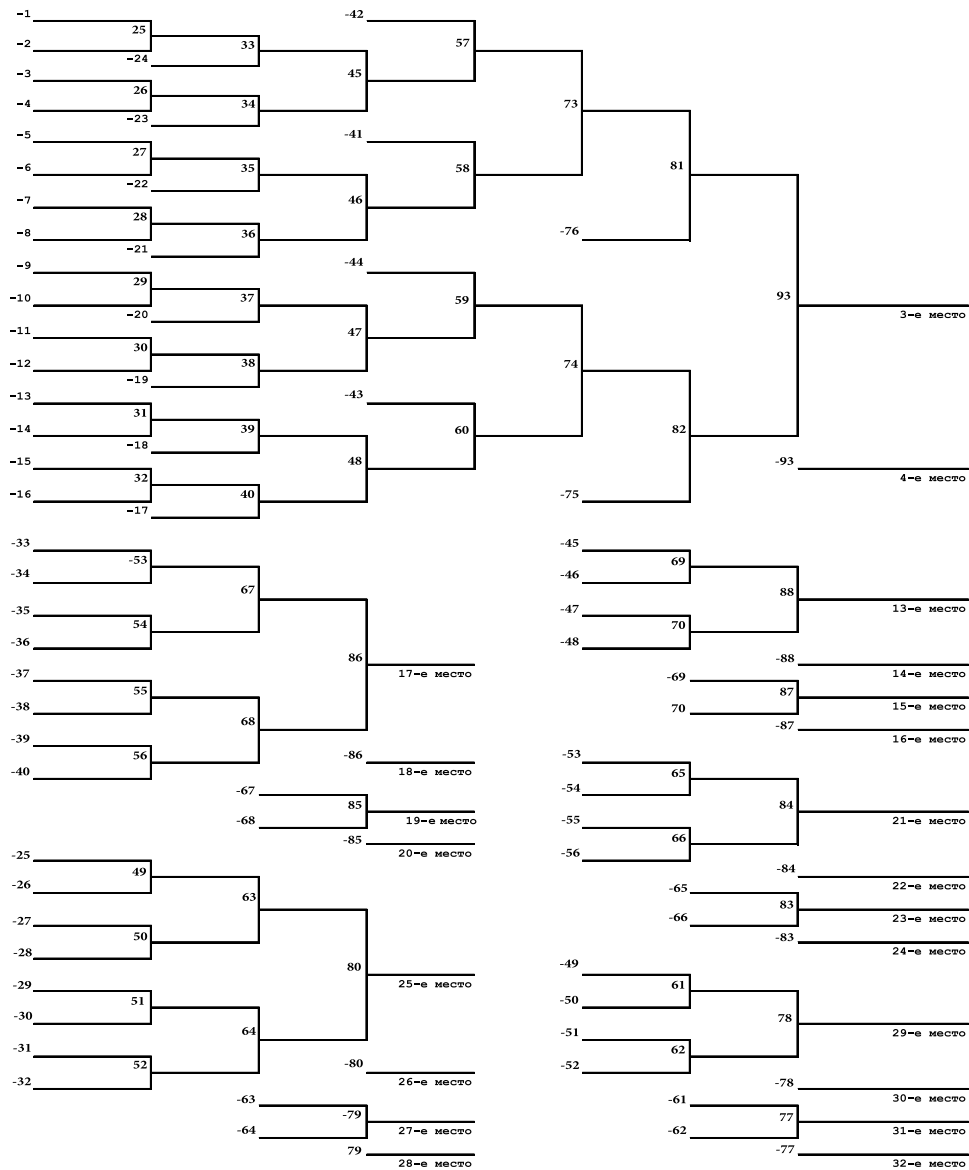 -1 -42
25 57
-2 33
-24
-3 45
26 73
-4 34
-23
-5 -41
27
-6 35 58 81
-22
-7 46
28
-8 36 -76
-21
-9 -44
29
-10 37 59 93
-20 3-е место
-11 47
30
-12 38 74
-19
-13 -43
31
-14 39 60 82
-18
-15 48 -93
32 4-е место
-16 40 -75
-17
-33 -45
-53 69
-34 -46
67 88
-35 -47 13-е место
54 70
-36 -48
86 -88
-37 17-е место -69 14-е место
55 87
-38 70 15-е место
68 -87
-39 16-е место
56 -53
-40 -86
18-е место 65
-67 -54
85 84
-68 19-е место -55 21-е место
-85 66
20-е место -56
-25
49 -84
-26 -65 22-е место
63 83
-27 -66 23-е место
50 -83
-28 24-е место
80 -49
-29 25-е место 61
51 -50
-30 78
64 -51 29-е место
-31 62
52 -80 -52
-32 26-е место -78
-63 -61 30-е место
-79 77
-64 27-е место -62 31-е место
79 -77
28-е место 32-е место